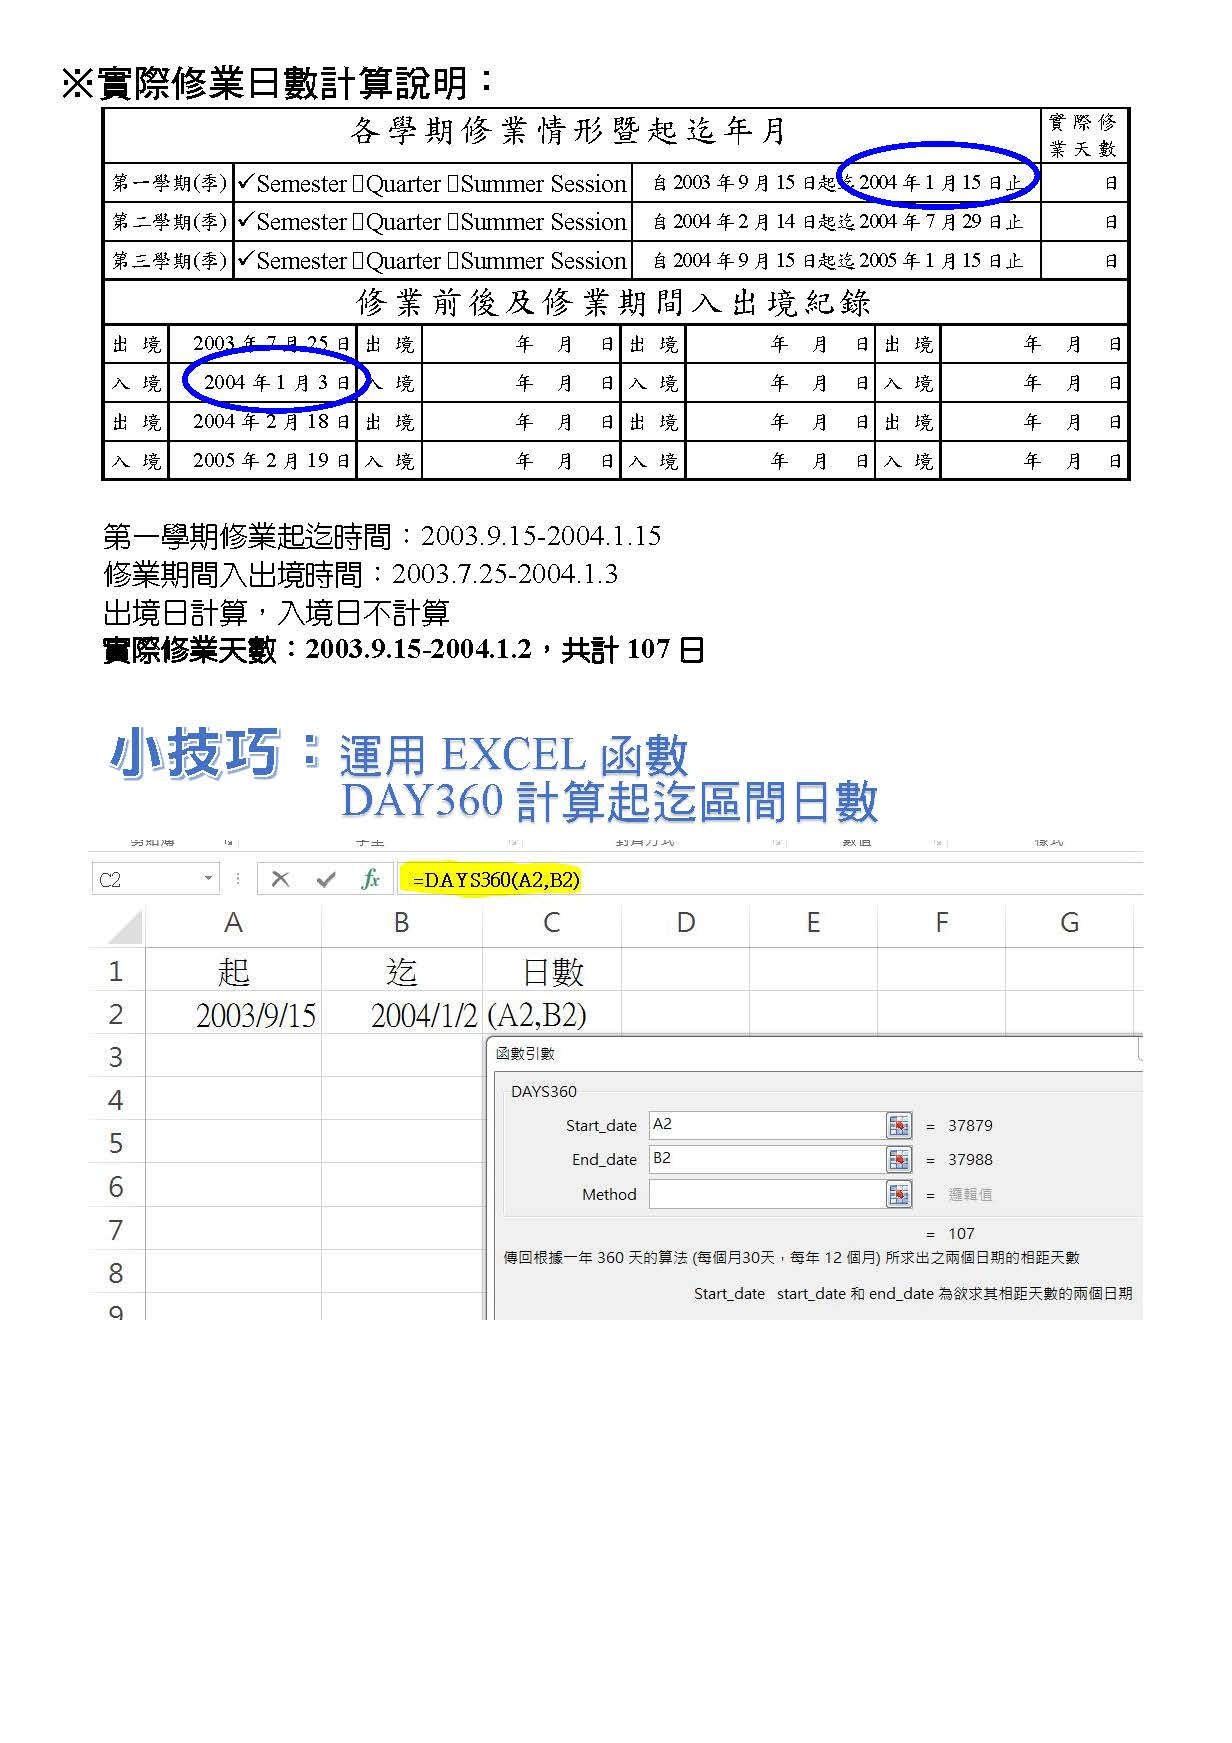 ※實際修業日數計算說明：
各學期修業情形暨起迄年月 實際修業天數
第一學期(季) ✓Semester □Quarter □Summer Session 自 2003 年 9 月 15 日起迄 2004 年 1 月 15 日止 日
第二學期(季) ✓Semester □Quarter □Summer Session 自 2004 年 2 月 14 日起迄 2004 年 7 月 29 日止 日
第三學期(季) ✓Semester □Quarter □Summer Session 自 2004 年 9 月 15 日起迄 2005 年 1 月 15 日止 日
修業前後及修業期間入出境紀錄
出 境 2003 年 7 月 25 日 出 境 年 月 日 出 境 年 月 日 出 境 年 月 日
入 境 2004 年 1 月 3 日 入 境 年 月 日 入 境 年 月 日 入 境 年 月 日
出 境 2004 年 2 月 18 日 出 境 年 月 日 出 境 年 月 日 出 境 年 月 日
入 境 2005 年 2 月 19 日 入 境 年 月 日 入 境 年 月 日 入 境 年 月 日
第一學期修業起迄時間：2003.9.15-2004.1.15
修業期間入出境時間：2003.7.25-2004.1.3
出境日計算，入境日不計算
實際修業天數：2003.9.15-2004.1.2，共計 107 日
小技巧：運用 EXCEL 函數
DAY360 計算起迄區間日數
剪貼簿 字型 對齊方式 數值 樣式
C2 fx =DAYS360(A2,B2)
A B C D E F G
1 起 迄 日數
2 2003/9/15 2004/1/2 (A2,B2)
3 函數引數
DAYS360
4 Start_date A2 = 37879
5 End_date B2 = 37988
6 Method = 邏輯值
7 = 107
8 傳回根據一年 360 天的算法 (每個月30天，每年 12 個月) 所求出之兩個日期的相距天數
Start_date start_date 和 end_date 為欲求其相距天數的兩個日期
9